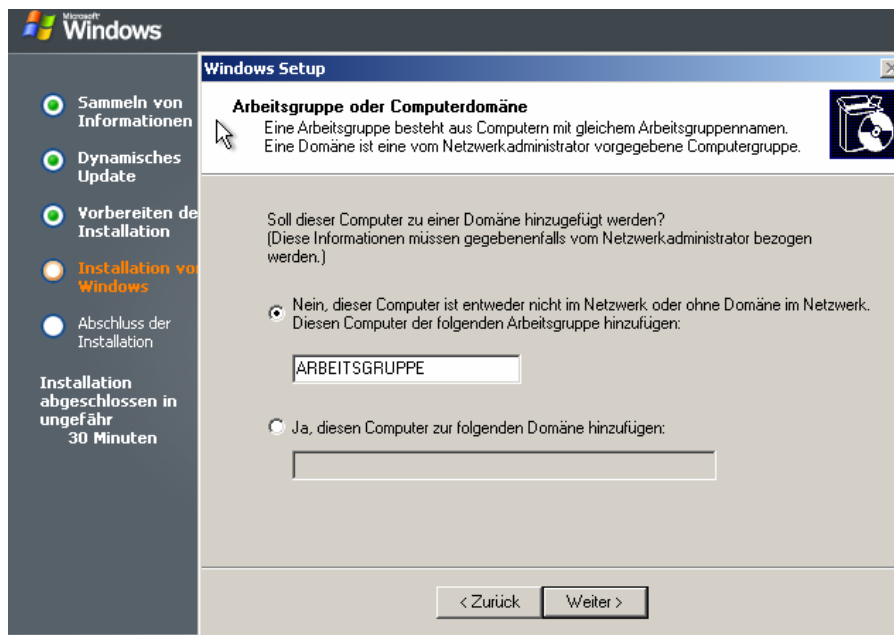 Microsoft
Windows
Sammeln von
Informationen
Dynamisches
Update
Vorbereiten de
Installation
Installation vo
Windows
Abschluss der
Installation
Installation
abgeschlossen in
ungefähr
30 Minuten
Windows Setup
Arbeitsgruppe oder Computerdomäne
Eine Arbeitsgruppe besteht aus Computern mit gleichem Arbeitsgruppennamen.
Eine Domäne ist eine vom Netzwerkadministrator vorgegebene Computergruppe.
Soll dieser Computer zu einer Domäne hinzugefügt werden?
(Diese Informationen müssen gegebenenfalls vom Netzwerkadministrator bezogen
werden.)
Nein, dieser Computer ist entweder nicht im Netzwerk oder ohne Domäne im Netzwerk.
Diesen Computer der folgenden Arbeitsgruppe hinzufügen:
ARBEITSGRUPPE
Ja, diesen Computer zur folgenden Domäne hinzufügen:
< Zurück
Weiter >